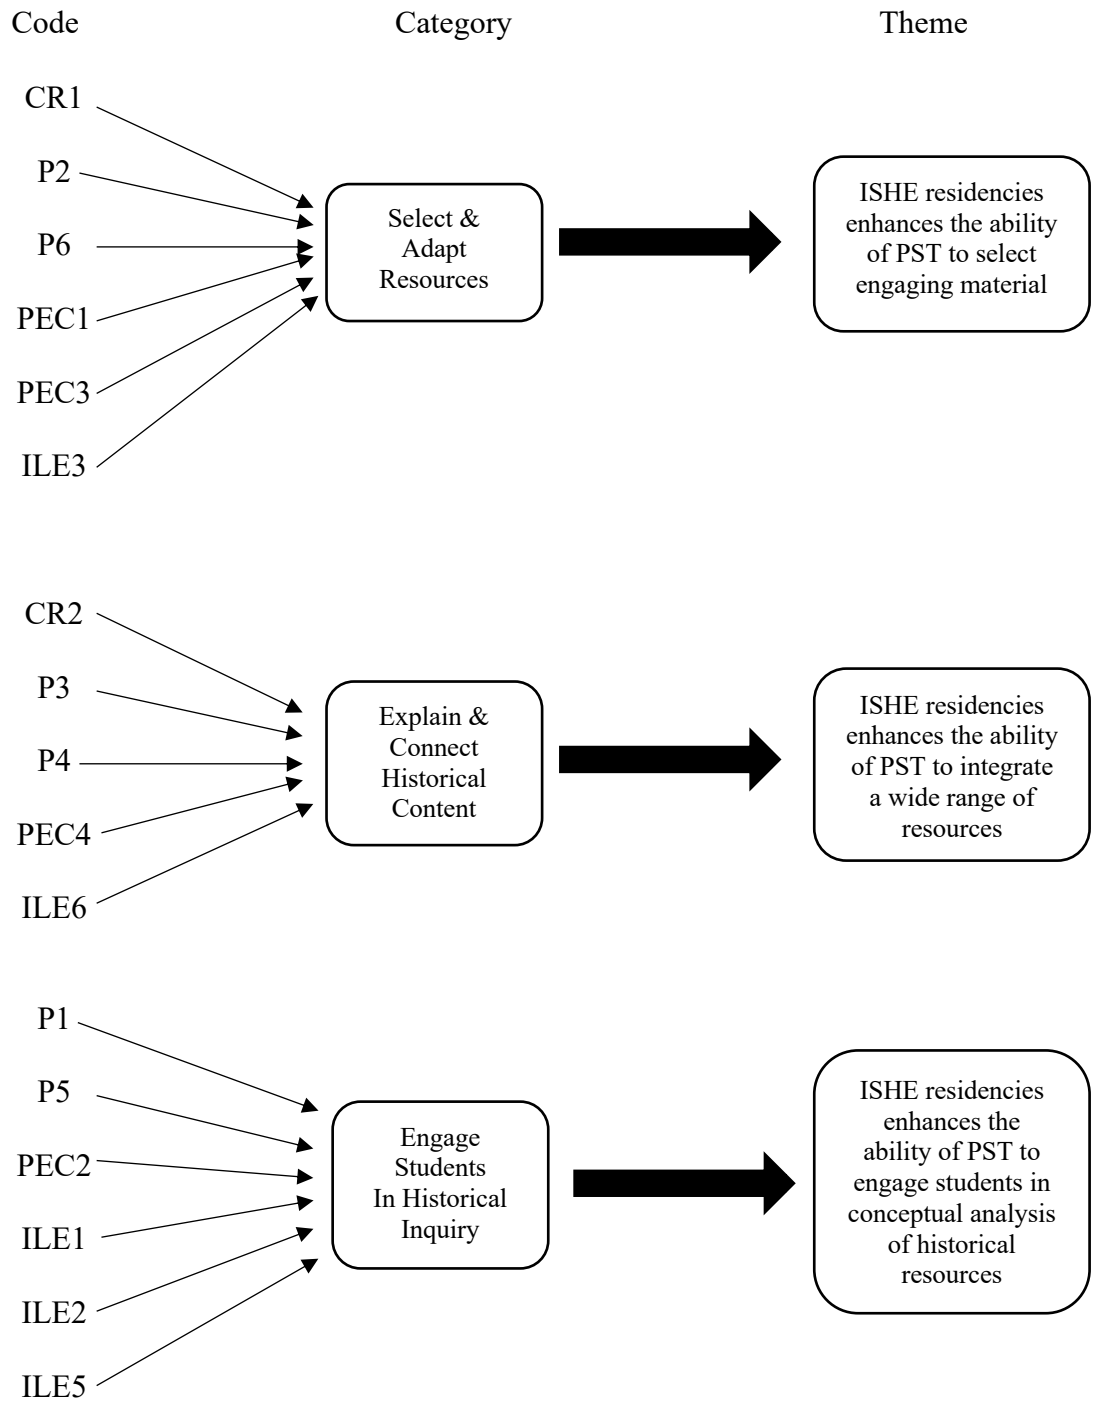 Code
Category
Theme
CR1
P2
P6
PEC1
PEC3
ILE3
Select &
Adapt
Resources
ISHE residencies
enhances the ability
of PST to select
engaging material
CR2
P3
P4
PEC4
ILE6
Explain &
Connect
Historical
Content
ISHE residencies
enhances the ability
of PST to integrate
a wide range of
resources
P1
P5
PEC2
ILE1
ILE2
ILE5
Engage
Students
In Historical
Inquiry
ISHE residencies
enhances the
ability of PST to
engage students in
conceptual analysis
of historical
resources